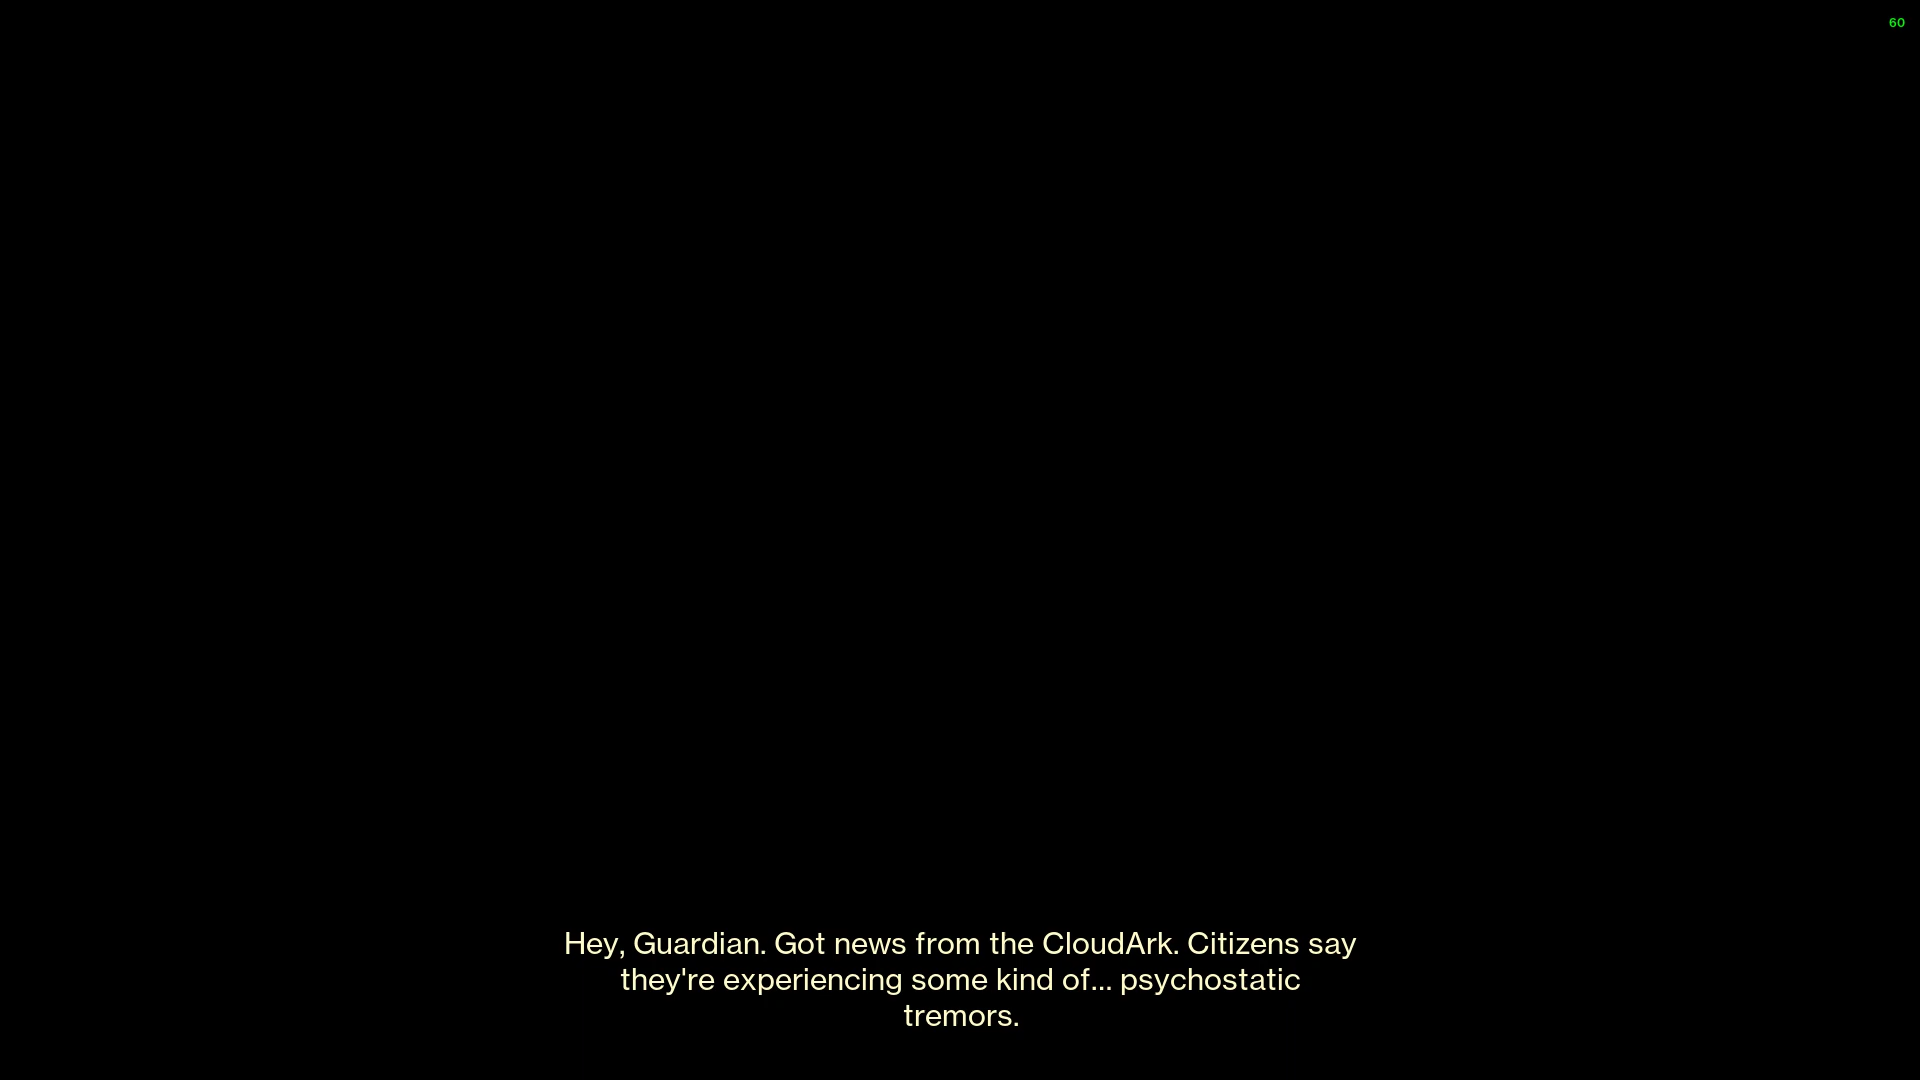 60
Hey, Guardian. Got news from the CloudArk. Citizens say
they're experiencing some kind of... psychostatic
tremors.